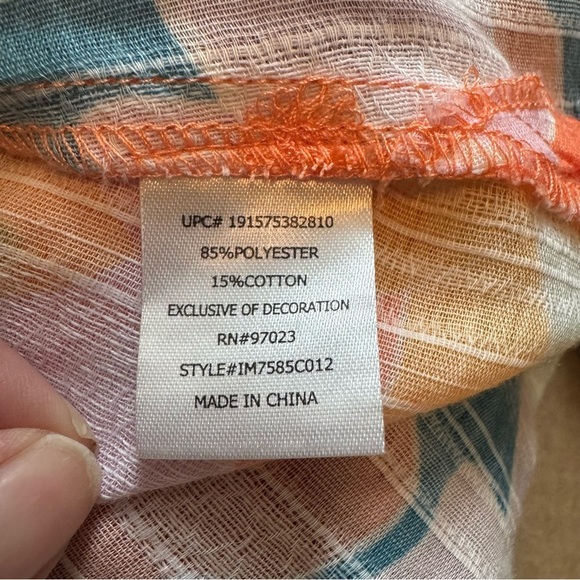 UPC# 191575382810
85%POLYESTER
15%COTTON
EXCLUSIVE OF DECORATION
RN#97023
STYLE#IM7585C012
MADE IN CHINA